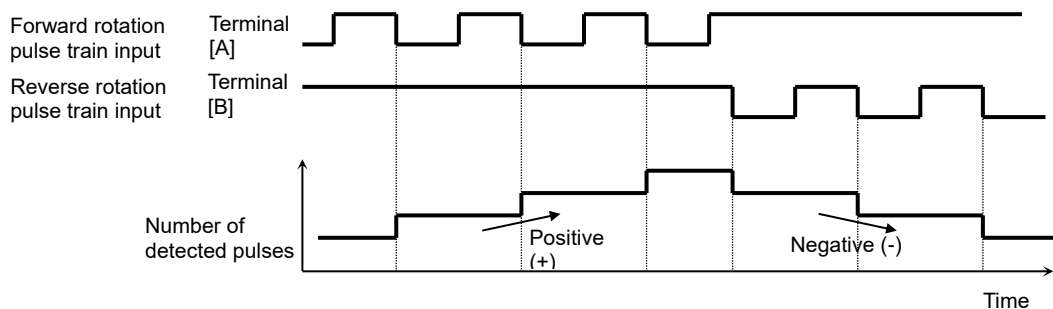 Forward rotation
pulse train input
Terminal
[A]
Reverse rotation
pulse train input
Terminal
[B]
Number of
detected pulses
Positive
(+)
Negative (-)
Time